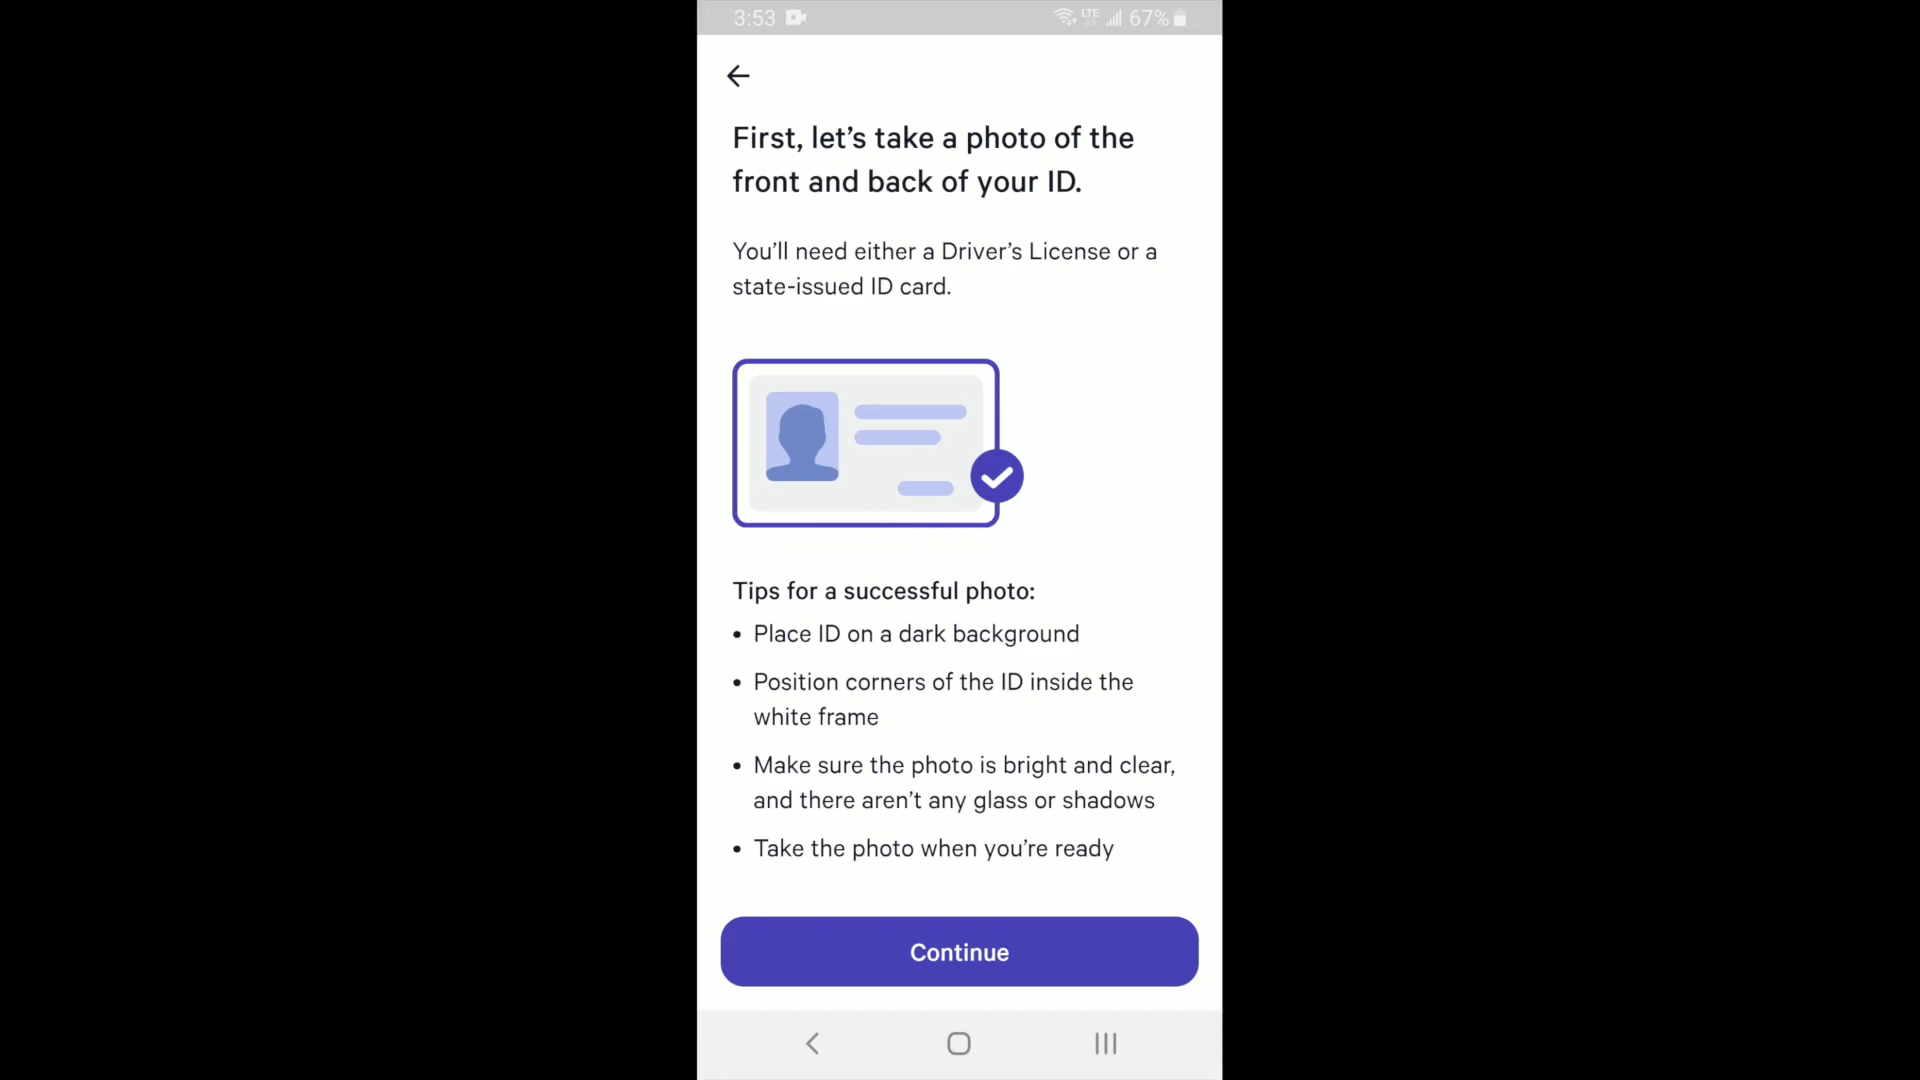 3:53
LTE
67%
First, let’s take a photo of the
front and back of your ID.
You’ll need either a Driver’s License or a
state-issued ID card.
Tips for a successful photo:
• Place ID on a dark background
• Position corners of the ID inside the
white frame
• Make sure the photo is bright and clear,
and there aren’t any glass or shadows
• Take the photo when you’re ready
Continue